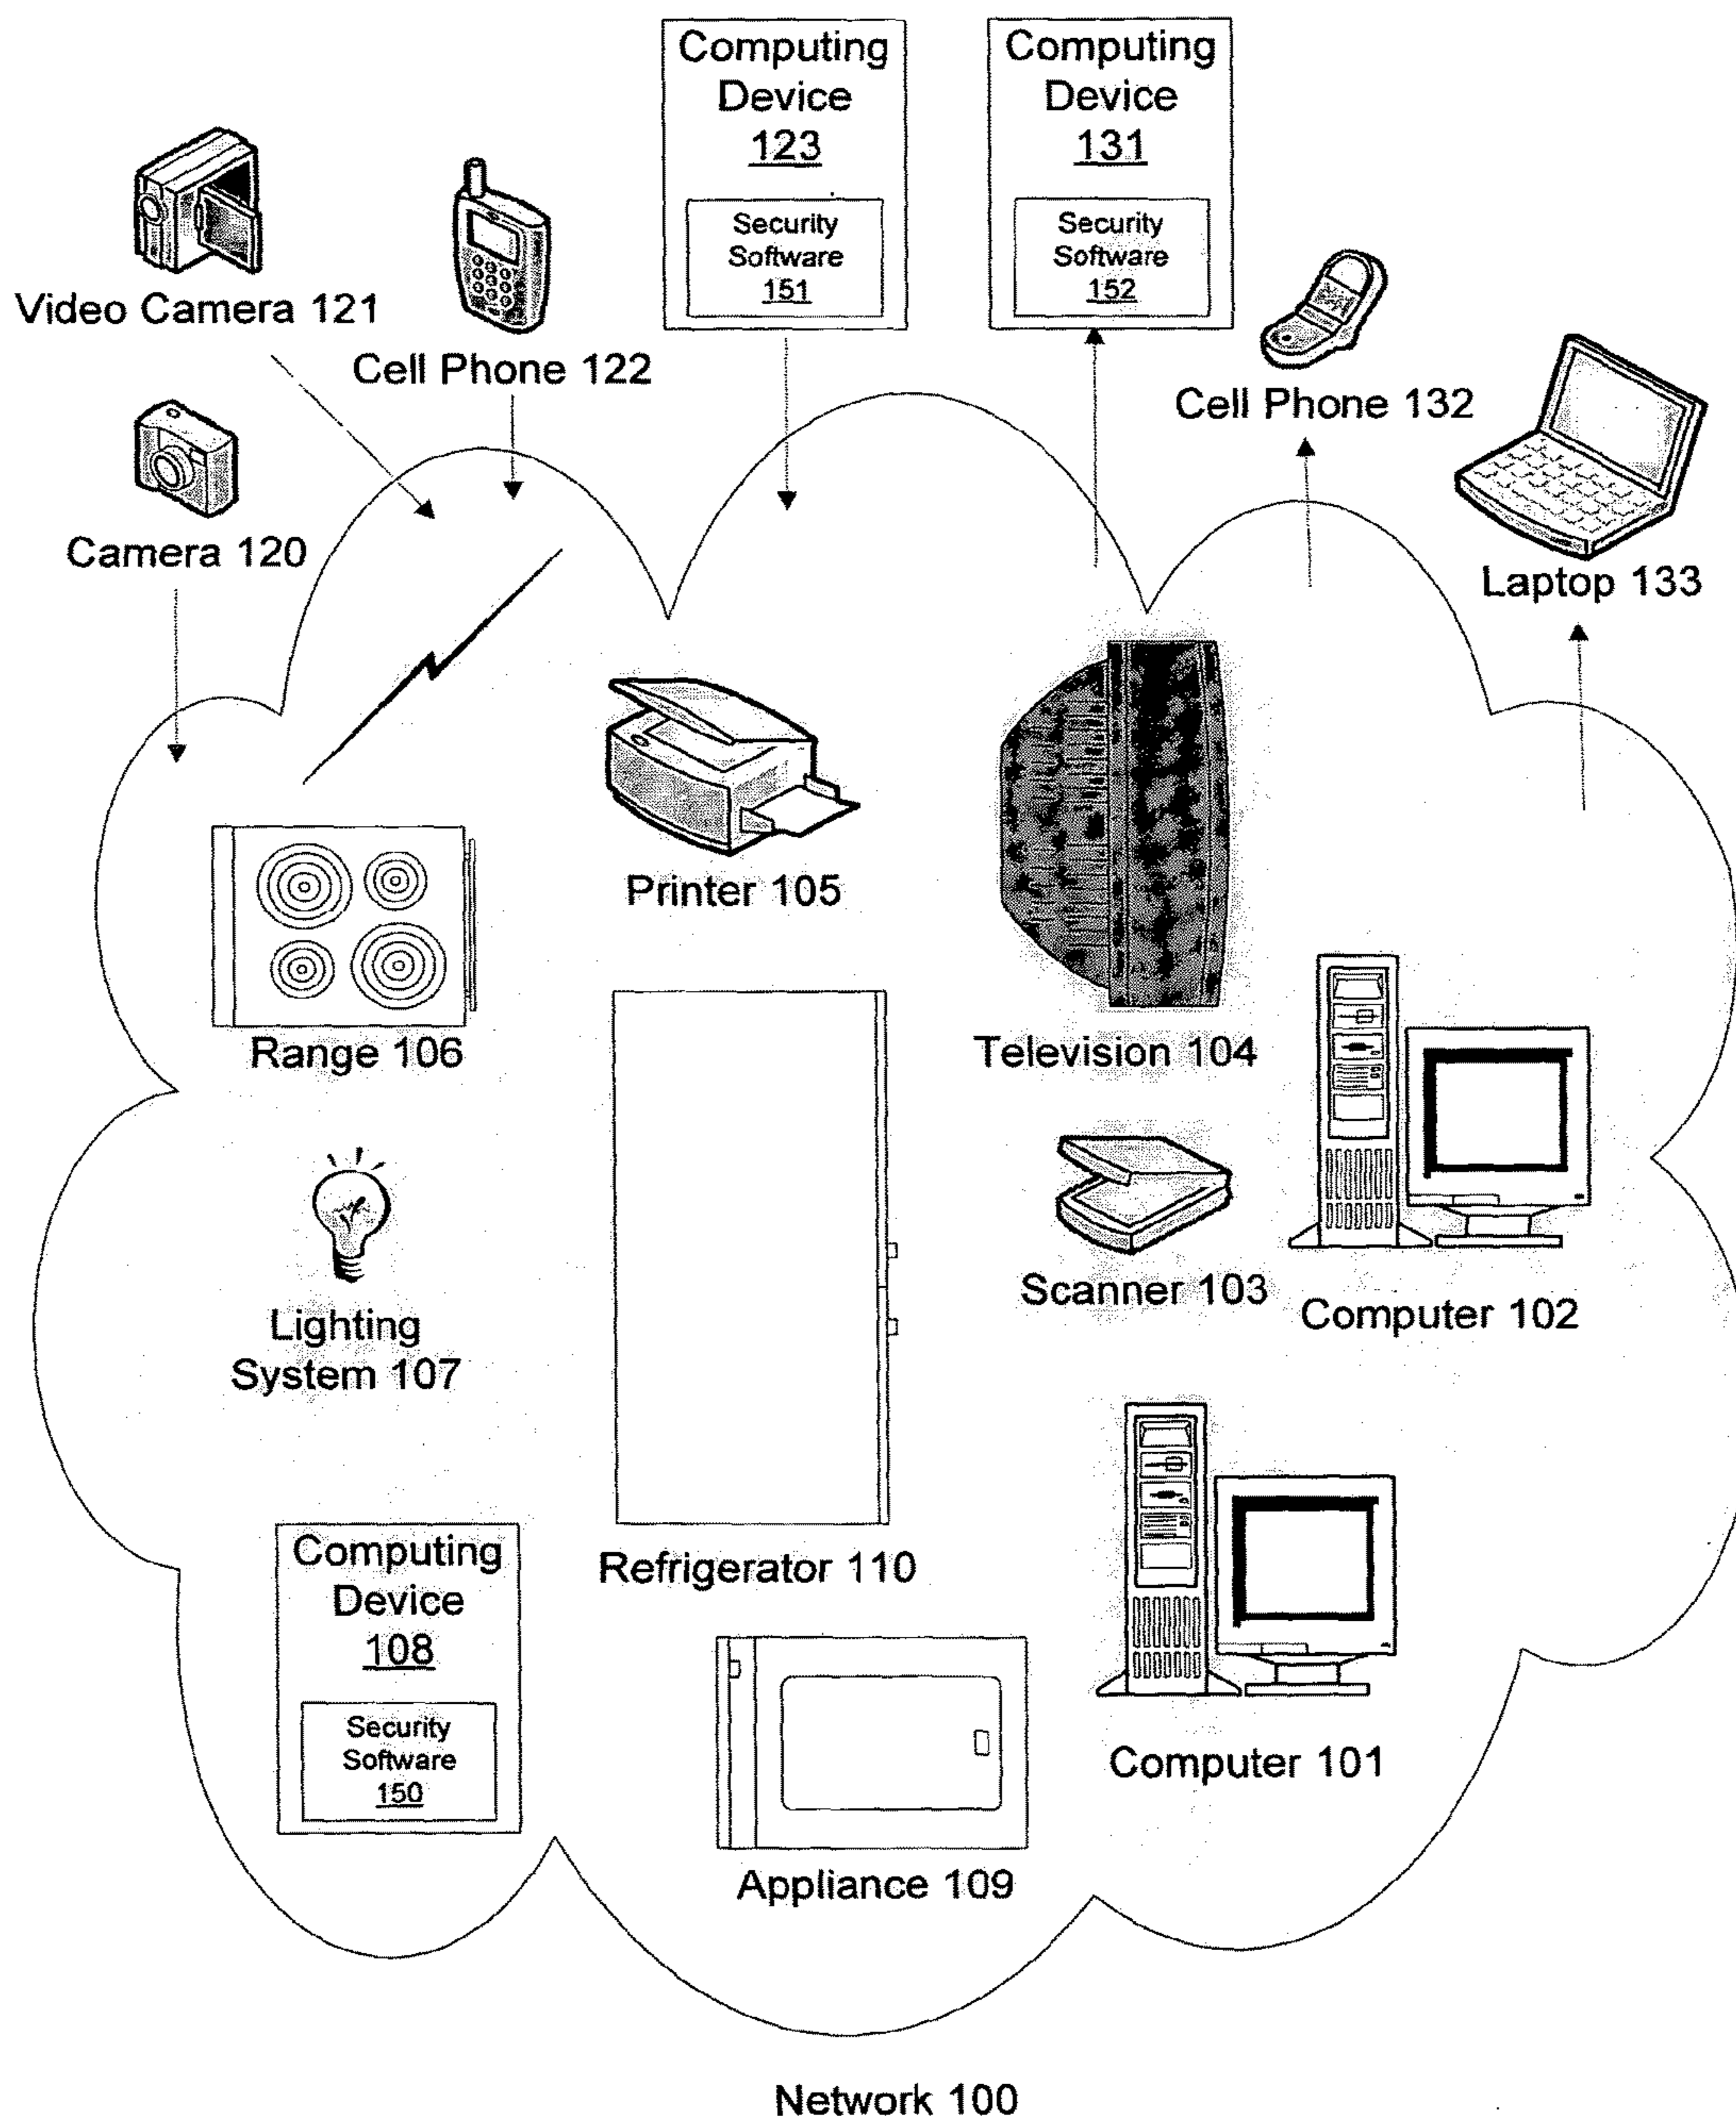 Computing
Device
123
Security
Software
151
Computing
Device
131
Security
Software
152
Video Camera 121
Cell Phone 122
Cell Phone 132
Camera 120
Laptop 133
Printer 105
Range 106
Television 104
Scanner 103
Computer 102
Lighting
System 107
Refrigerator 110
Computing
Device
108
Security
Software
150
Computer 101
Appliance 109
Network 100